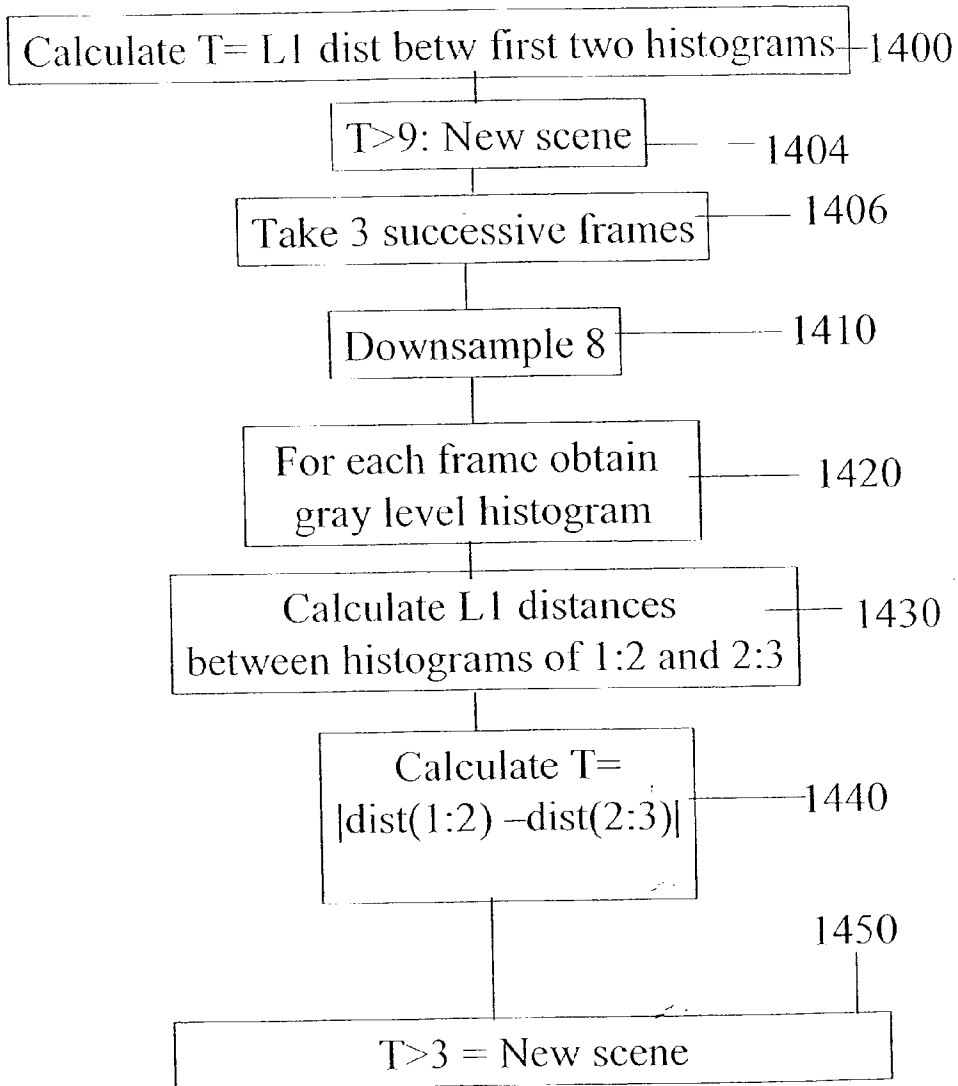 Calculate T= L1 dist betw first two histograms 1400
T>9: New scene 1404
Take 3 successive frames 1406
Downsample 8 1410
For each frame obtain 1420
gray level histogram
Calculate L1 distances 1430
between histograms of 1:2 and 2:3
Calculate T= 1440
|dist(1:2) –dist(2:3)|
1450
T>3 = New scene